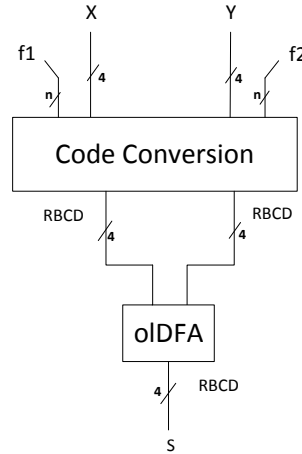 X Y
f1 f2
4 4
n n
Code Conversion
RBCD RBCD
4 4
olDFA
4 RBCD
S